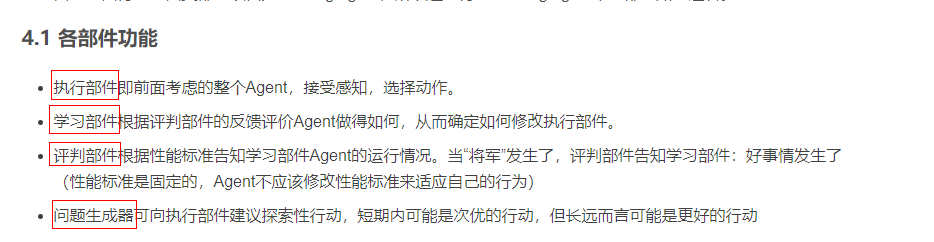 4.1 各部件功能
执行部件即前面考虑的整个Agent，接受感知，选择动作。
学习部件根据评判部件的反馈评价Agent做得如何，从而确定如何修改执行部件。
评判部件根据性能标准告知学习部件Agent的运行情况。当“将军”发生了，评判部件告知学习部件：好事情发生了
（性能标准是固定的，Agent不应该修改性能标准来适应自己的行为）
问题生成器可向执行部件建议探索性行动，短期内可能是次优的行动，但长远而言可能是更好的行动